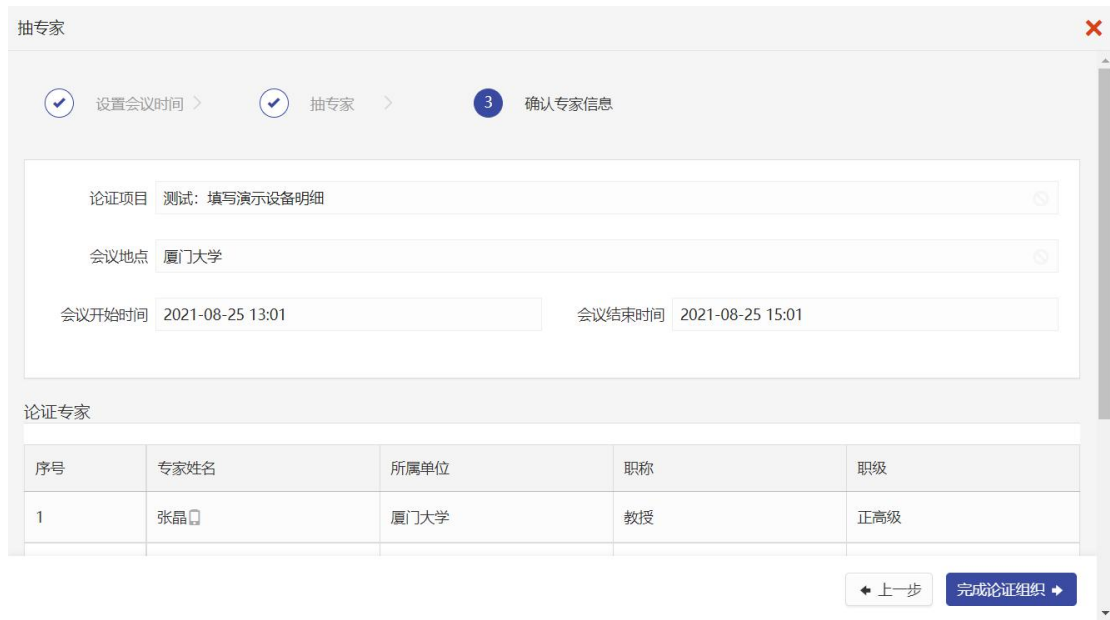 抽专家
设置会议时间 抽专家 3 确认专家信息
论证项目 测试：填写演示设备明细
会议地点 厦门大学
会议开始时间 2021-08-25 13:01 会议结束时间 2021-08-25 15:01
论证专家
序号 专家姓名 所属单位 职称 职级
1 张晶 厦门大学 教授 正高级
上一步 完成论证组织